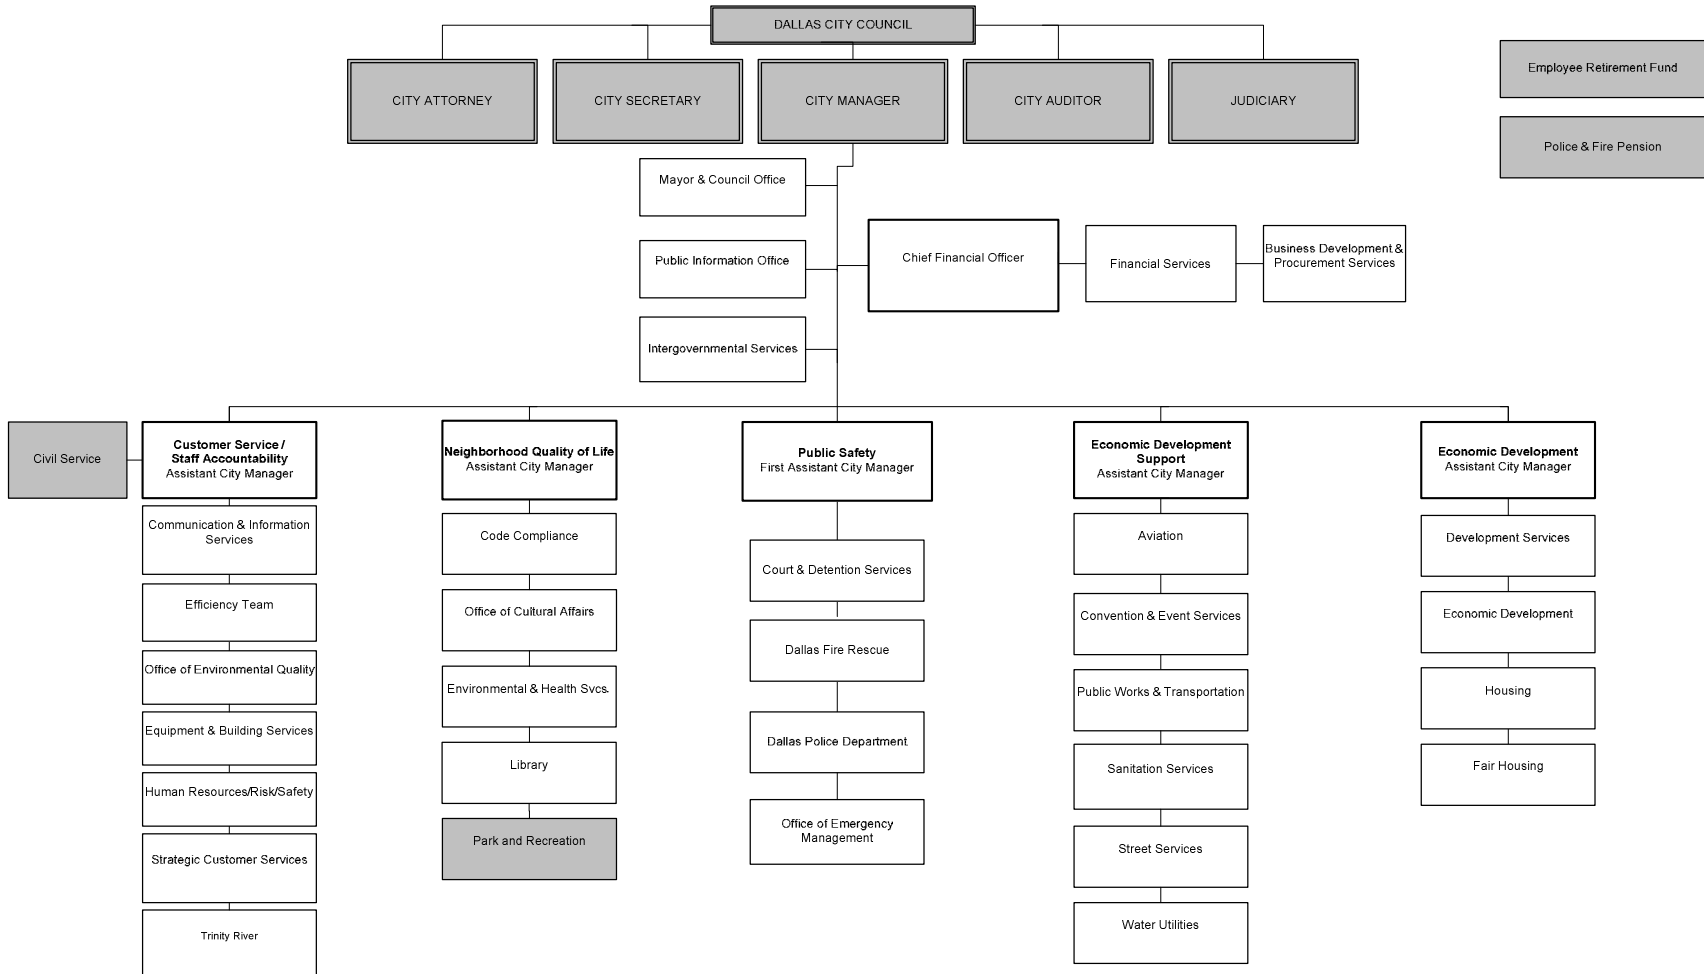 DALLAS CITY COUNCIL
CITY ATTORNEY
CITY SECRETARY
CITY MANAGER
CITY AUDITOR
JUDICIARY
Employee Retirement Fund
Police & Fire Pension
Mayor & Council Office
Public Information Office
Intergovernmental Services
Chief Financial Officer
Financial Services
Business Development &
Procurement Services
Civil Service
Customer Service /
Staff Accountability
Assistant City Manager
Communication & Information
Services
Efficiency Team
Office of Environmental Quality
Equipment & Building Services
Human Resources/Risk/Safety
Strategic Customer Services
Trinity River
Neighborhood Quality of Life
Assistant City Manager
Code Compliance
Office of Cultural Affairs
Environmental & Health Svcs.
Library
Park and Recreation
Public Safety
First Assistant City Manager
Court & Detention Services
Dallas Fire Rescue
Dallas Police Department
Office of Emergency
Management
Economic Development
Support
Assistant City Manager
Aviation
Convention & Event Services
Public Works & Transportation
Sanitation Services
Street Services
Water Utilities
Economic Development
Assistant City Manager
Development Services
Economic Development
Housing
Fair Housing